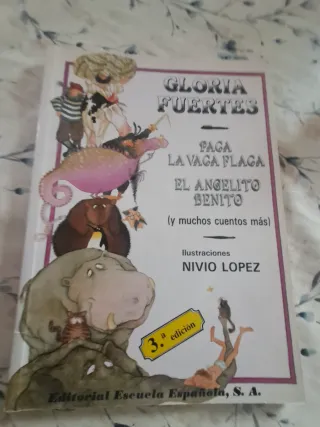 GLORIA
FUERTES
PAGA
LA VACA FLACA
EL ANGELITO
BENITO
(y muchos cuentos más)
Ilustraciones
NIVIO LOPEZ
3.ª edición
Editorial Escuela Española, S. A.